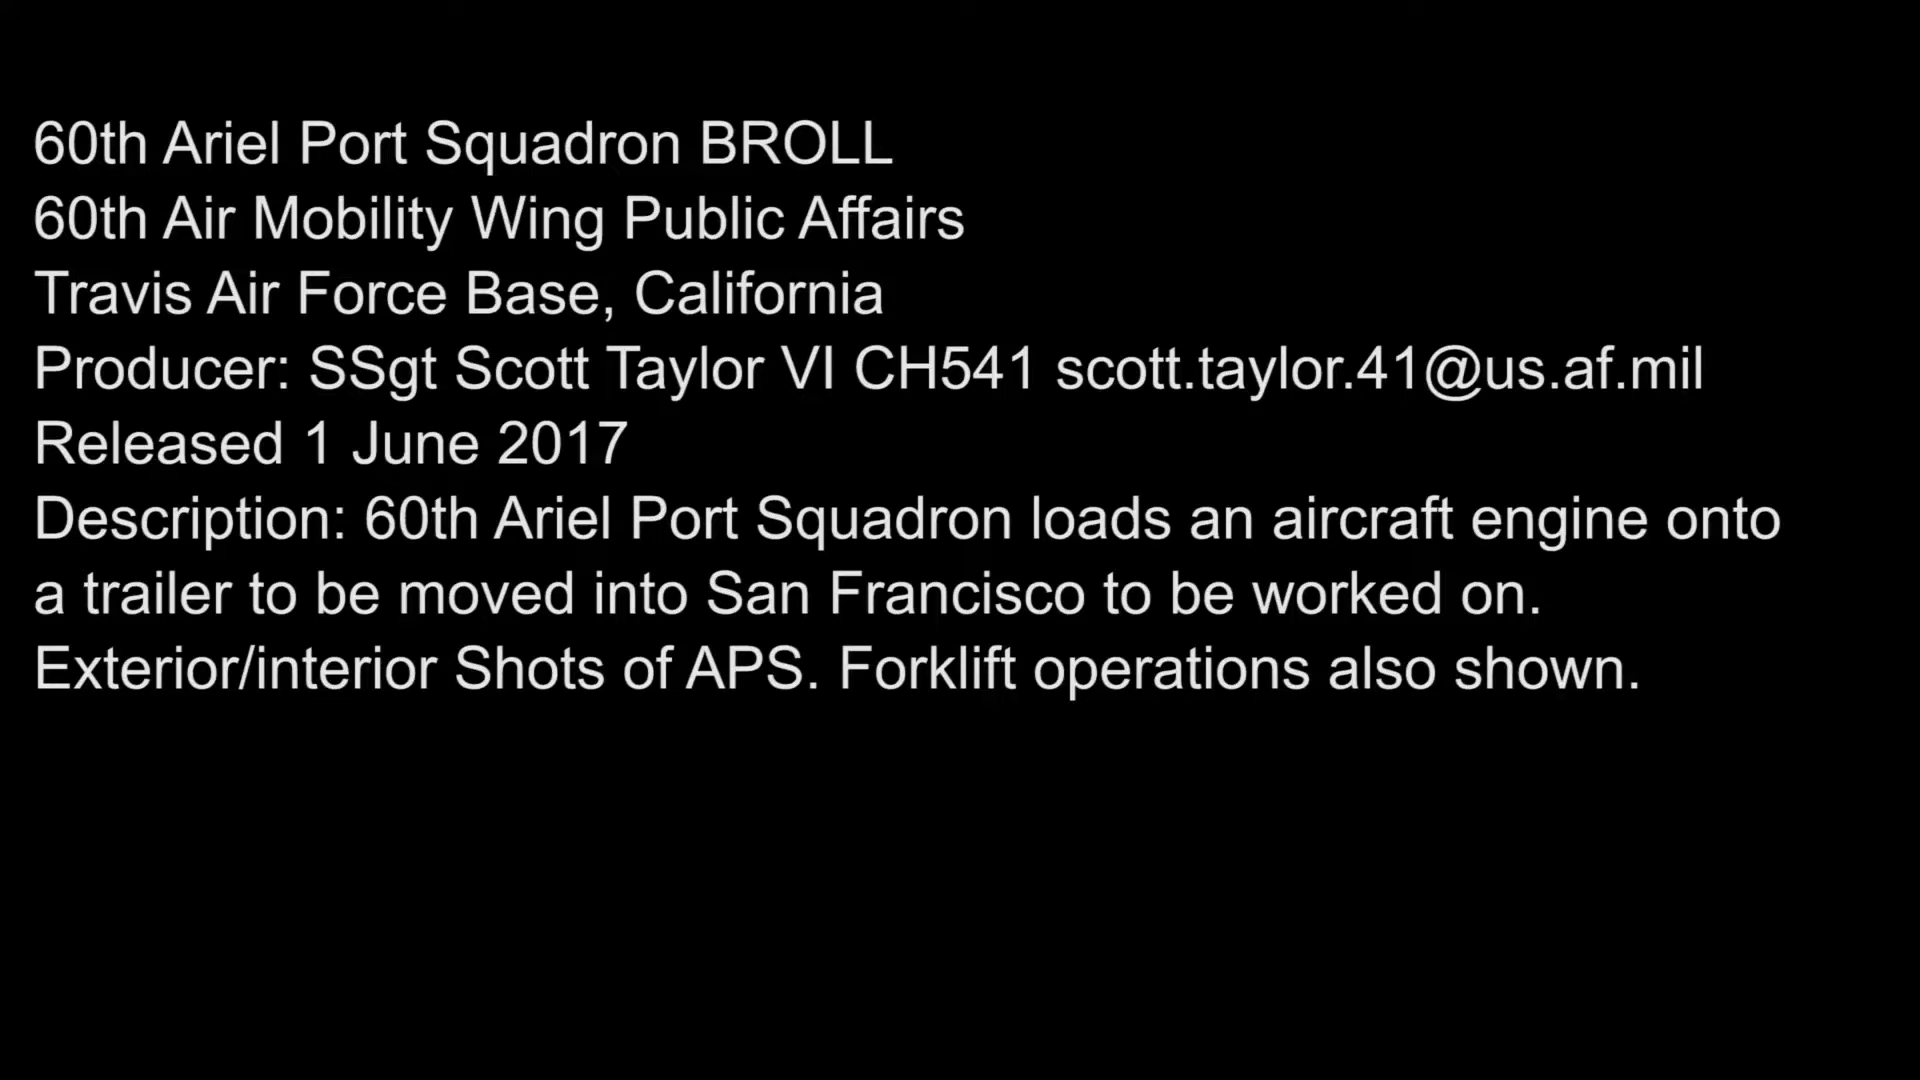 60th Ariel Port Squadron BROLL
60th Air Mobility Wing Public Affairs
Travis Air Force Base, California
Producer: SSgt Scott Taylor VI CH541 scott.taylor.41@us.af.mil
Released 1 June 2017
Description: 60th Ariel Port Squadron loads an aircraft engine onto
a trailer to be moved into San Francisco to be worked on.
Exterior/interior Shots of APS. Forklift operations also shown.